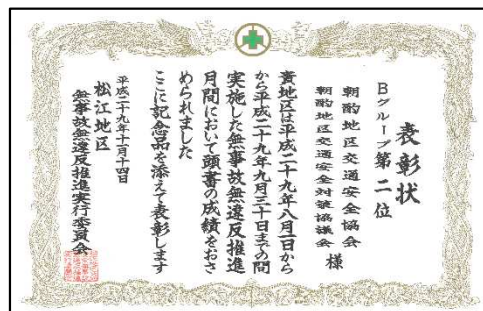 表彰状
Bグループ第二位
朝酌地区交通安全協会
朝酌地区交通安全対策協議会 様
貴地区は平成二十九年八月一日から
から平成二十九年九月三十日までの間
実施した無事故無違反推進
月間において頭書の成績をおさ
められました
ここに記念品を添えて表彰します
平成二十九年十月十四日
松江地区
無事故無違反推進実行委員会